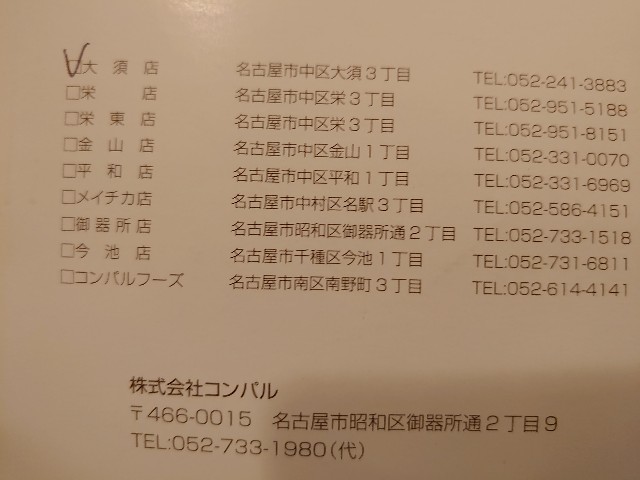 ☑大須店 名古屋市中区大須3丁目 TEL:052-241-3883
□栄店 名古屋市中区栄3丁目 TEL:052-951-5188
□栄東店 名古屋市中区栄3丁目 TEL:052-951-8151
□金山店 名古屋市中区金山1丁目 TEL:052-331-0070
□平和店 名古屋市中区平和1丁目 TEL:052-331-6969
□メイチカ店 名古屋市中村区名駅3丁目 TEL:052-586-4151
□御器所店 名古屋市昭和区御器所通2丁目 TEL:052-733-1518
□今池店 名古屋市千種区今池1丁目 TEL:052-731-6811
□コンパルフーズ 名古屋市南区南野町3丁目 TEL:052-614-4141
株式会社コンパル
〒466-0015 名古屋市昭和区御器所通2丁目9
TEL:052-733-1980(代)